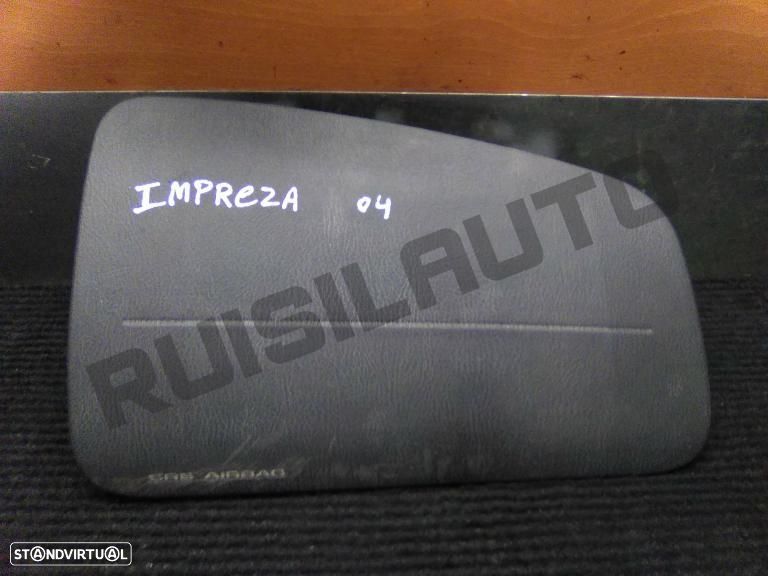 IMPREZA 04
RUISILAUTO
SRS AIRBAG
STANDVIRTUAL